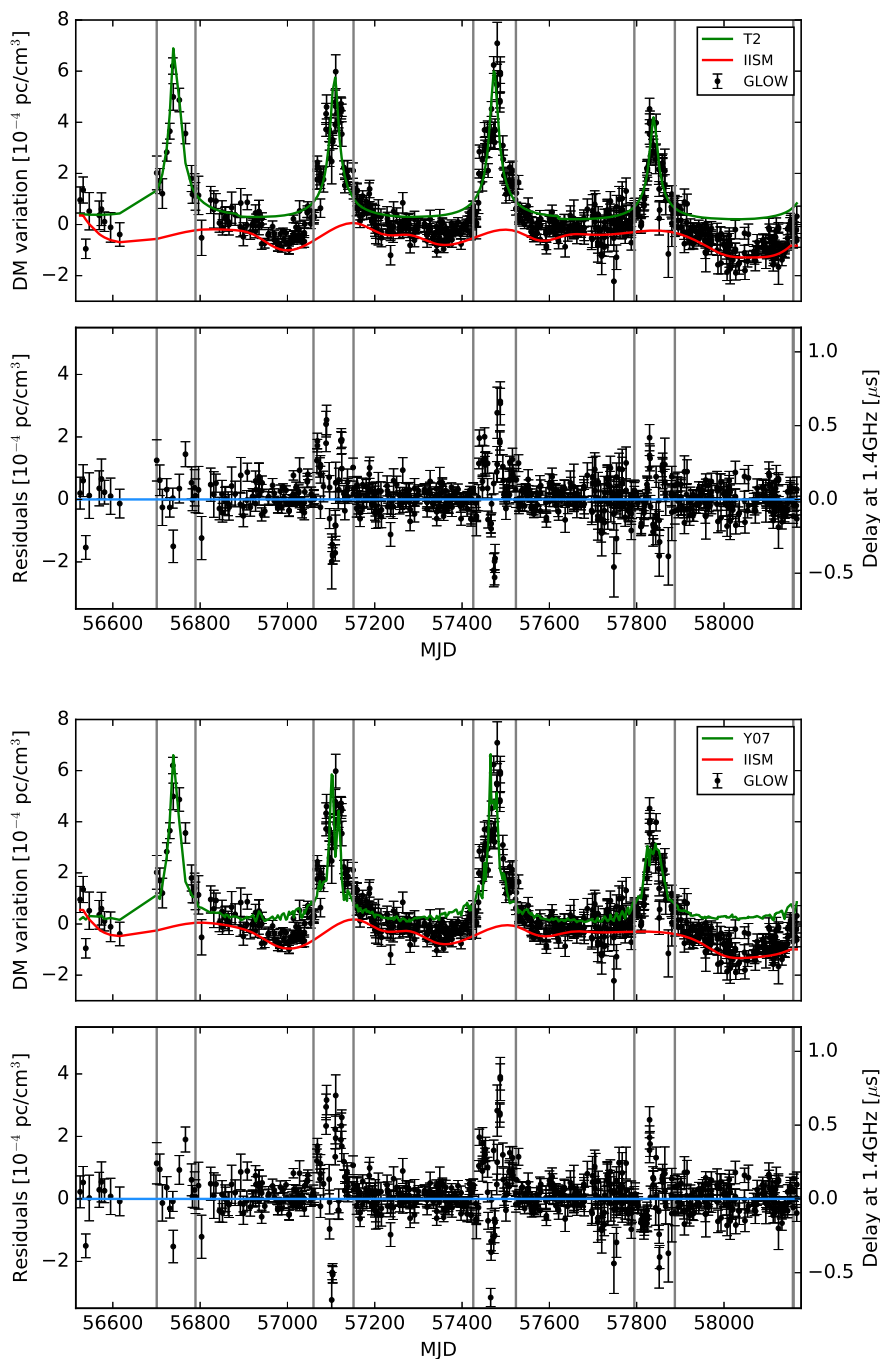 8
6
4
2
0
−2
DM variation [10⁻⁴ pc/cm³]
T2
IISM
GLOW
4
2
0
−2
Residuals [10⁻⁴ pc/cm³]
1.0
0.5
0.0
−0.5
Delay at 1.4GHz [μs]
56600 56800 57000 57200 57400 57600 57800 58000
MJD
8
6
4
2
0
−2
DM variation [10⁻⁴ pc/cm³]
Y07
IISM
GLOW
4
2
0
−2
Residuals [10⁻⁴ pc/cm³]
1.0
0.5
0.0
−0.5
Delay at 1.4GHz [μs]
56600 56800 57000 57200 57400 57600 57800 58000
MJD